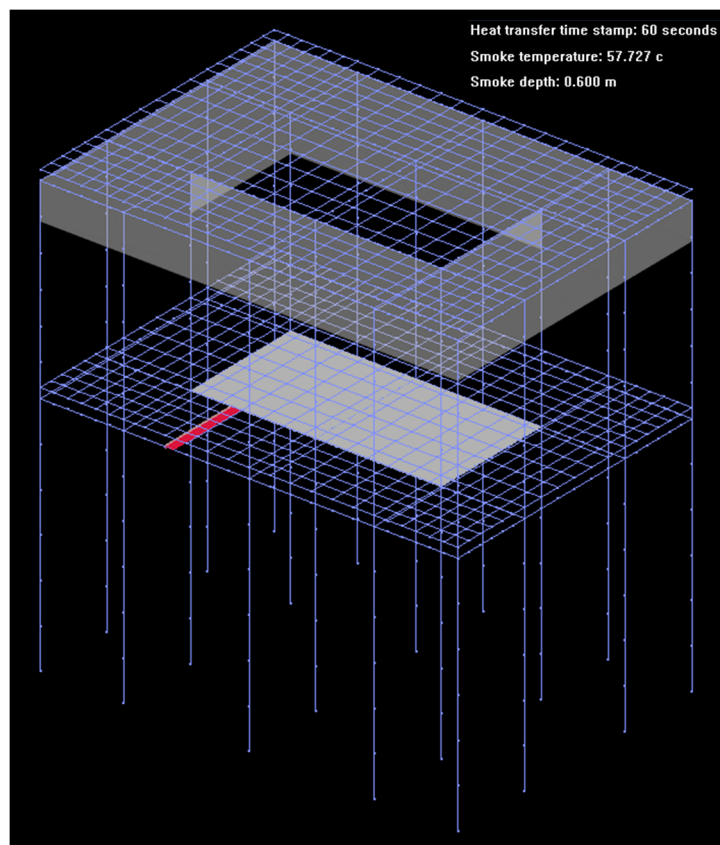 Heat transfer time stamp: 60 seconds
Smoke temperature: 57.727 c
Smoke depth: 0.600 m